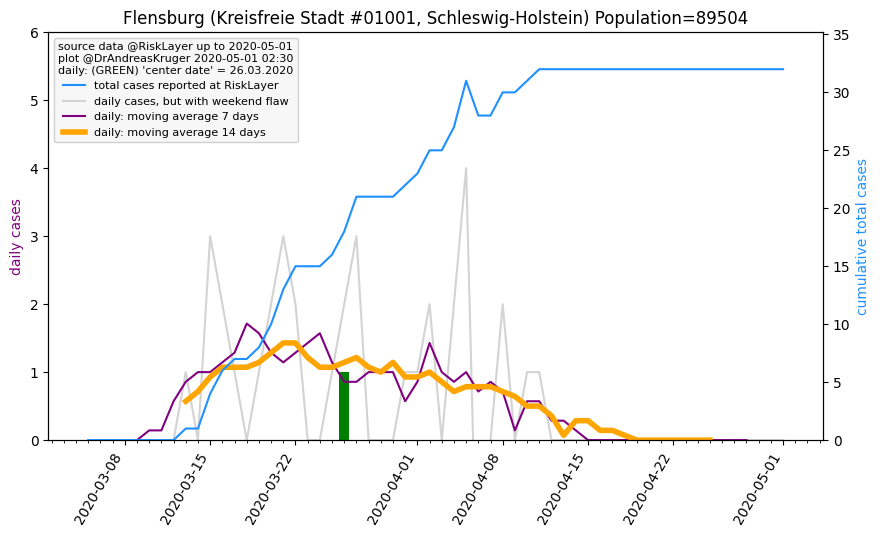 Flensburg (Kreisfreie Stadt #01001, Schleswig-Holstein) Population=89504
source data @RiskLayer up to 2020-05-01
plot @DrAndreasKruger 2020-05-01 02:30
daily: (GREEN) 'center date' = 26.03.2020
total cases reported at RiskLayer
daily cases, but with weekend flaw
daily: moving average 7 days
daily: moving average 14 days
daily cases
6
5
4
3
2
1
0
cumulative total cases
35
30
25
20
15
10
5
0
2020-03-08
2020-03-15
2020-03-22
2020-04-01
2020-04-08
2020-04-15
2020-04-22
2020-05-01